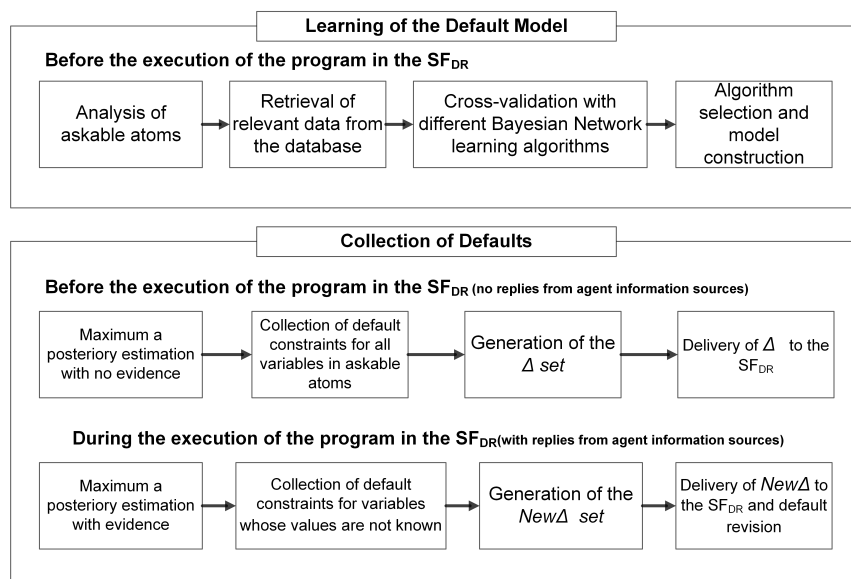 Learning of the Default Model
Before the execution of the program in the SF_DR
Analysis of
askable atoms
Retrieval of
relevant data from
the database
Cross-validation with
different Bayesian Network
learning algorithms
Algorithm
selection and
model
construction
Collection of Defaults
Before the execution of the program in the SF_DR (no replies from agent information sources)
Maximum a
posteriory estimation
with no evidence
Collection of default
constraints for all
variables in askable
atoms
Generation of the
Δ set
Delivery of Δ to the
SF_DR
During the execution of the program in the SF_DR(with replies from agent information sources)
Maximum a
posteriory estimation
with evidence
Collection of default
constraints for variables
whose values are not known
Generation of the
NewΔ set
Delivery of NewΔ to
the SF_DR and default
revision